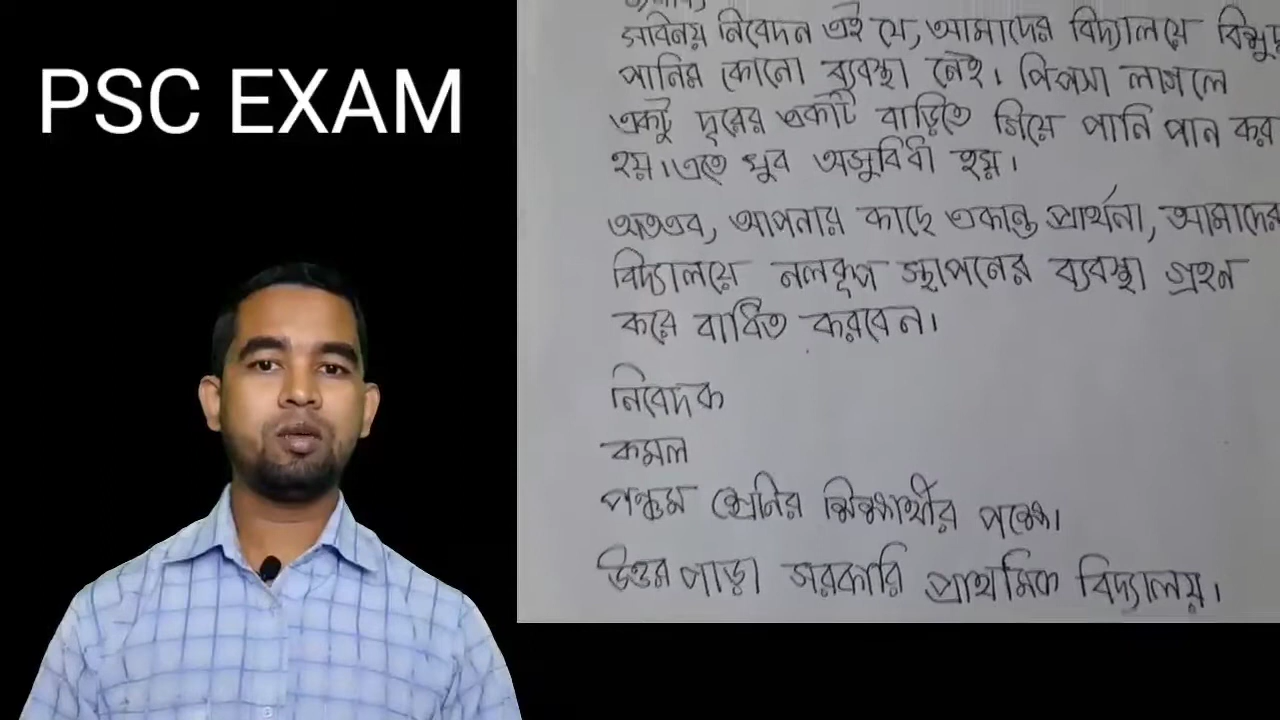 PSC EXAM
সবিনয় নিবেদন এই যে, আমাদের বিদ্যালয়ে
পানির কোনো ব্যবস্থা নেই। পিপসা লাগলে
একটু দূরের একটি বাড়িতে গিয়ে পানি পান কর
হয়। এতে খুব অসুবিধা হয়।
অতএব, আপনার কাছে একান্ত প্রার্থনা, আমাদের
বিদ্যালয়ে নলকূপ স্থাপনের ব্যবস্থা গ্রহন
করে বাধিত করবেন।
নিবেদক
কমল
পঞ্চম শ্রেনির শিক্ষার্থীর পক্ষে।
উত্তর পাড়া সরকারি প্রাথমিক বিদ্যালয়।